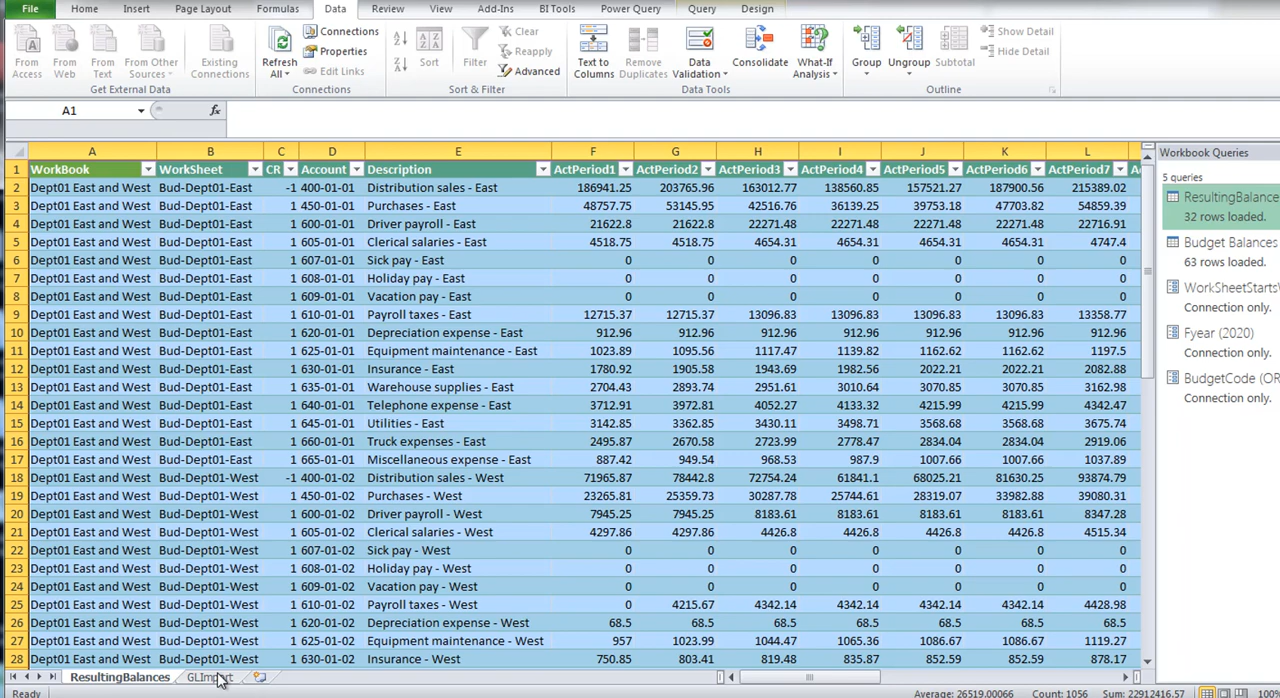 File Home Insert Page Layout Formulas Data Review View Add-Ins BI Tools Power Query Query Design
From Access From Web From Text From Other Sources Existing Connections Refresh All Connections Properties Edit Links Sort Filter Clear Reapply Advanced Text to Columns Remove Duplicates Data Validation Consolidate What-If Analysis Group Ungroup Subtotal Show Detail Hide Detail
Get External Data Connections Sort & Filter Data Tools Outline
A1 fx
A B C D E F G H I J K L
1 WorkBook WorkSheet CR Account Description ActPeriod1 ActPeriod2 ActPeriod3 ActPeriod4 ActPeriod5 ActPeriod6 ActPeriod7
2 Dept01 East and West Bud-Dept01-East -1 400-01-01 Distribution sales - East 186941.25 203765.96 163012.77 138560.85 157521.27 187900.56 215389.02
3 Dept01 East and West Bud-Dept01-East 1 450-01-01 Purchases - East 48757.75 53145.95 42516.76 36139.25 39753.18 47703.82 54859.39
4 Dept01 East and West Bud-Dept01-East 1 600-01-01 Driver payroll - East 21622.8 21622.8 22271.48 22271.48 22271.48 22271.48 22716.91
5 Dept01 East and West Bud-Dept01-East 1 605-01-01 Clerical salaries - East 4518.75 4518.75 4654.31 4654.31 4654.31 4654.31 4747.4
6 Dept01 East and West Bud-Dept01-East 1 607-01-01 Sick pay - East 0 0 0 0 0 0 0
7 Dept01 East and West Bud-Dept01-East 1 608-01-01 Holiday pay - East 0 0 0 0 0 0 0
8 Dept01 East and West Bud-Dept01-East 1 609-01-01 Vacation pay - East 0 0 0 0 0 0 0
9 Dept01 East and West Bud-Dept01-East 1 610-01-01 Payroll taxes - East 12715.37 12715.37 13096.83 13096.83 13096.83 13096.83 13358.77
10 Dept01 East and West Bud-Dept01-East 1 620-01-01 Depreciation expense - East 912.96 912.96 912.96 912.96 912.96 912.96 912.96
11 Dept01 East and West Bud-Dept01-East 1 625-01-01 Equipment maintenance - East 1023.89 1095.56 1117.47 1139.82 1162.62 1162.62 1197.5
12 Dept01 East and West Bud-Dept01-East 1 630-01-01 Insurance - East 1780.92 1905.58 1943.69 1982.56 2022.21 2022.21 2082.88
13 Dept01 East and West Bud-Dept01-East 1 635-01-01 Warehouse supplies - East 2704.43 2893.74 2951.61 3010.64 3070.85 3070.85 3162.98
14 Dept01 East and West Bud-Dept01-East 1 640-01-01 Telephone expense - East 3712.91 3972.81 4052.27 4133.32 4215.99 4215.99 4342.47
15 Dept01 East and West Bud-Dept01-East 1 645-01-01 Utilities - East 3142.85 3362.85 3430.11 3498.71 3568.68 3568.68 3675.74
16 Dept01 East and West Bud-Dept01-East 1 660-01-01 Truck expenses - East 2495.87 2670.58 2723.99 2778.47 2834.04 2834.04 2919.06
17 Dept01 East and West Bud-Dept01-East 1 665-01-01 Miscellaneous expense - East 887.42 949.54 968.53 987.9 1007.66 1007.66 1037.89
18 Dept01 East and West Bud-Dept01-West -1 400-01-02 Distribution sales - West 71965.87 78442.8 72754.24 61841.1 68025.21 81630.25 93874.79
19 Dept01 East and West Bud-Dept01-West 1 450-01-02 Purchases - West 23265.81 25359.73 30287.78 25744.61 28319.07 33982.88 39080.31
20 Dept01 East and West Bud-Dept01-West 1 600-01-02 Driver payroll - West 7945.25 7945.25 8183.61 8183.61 8183.61 8183.61 8347.28
21 Dept01 East and West Bud-Dept01-West 1 605-01-02 Clerical salaries - West 4297.86 4297.86 4426.8 4426.8 4426.8 4426.8 4515.34
22 Dept01 East and West Bud-Dept01-West 1 607-01-02 Sick pay - West 0 0 0 0 0 0 0
23 Dept01 East and West Bud-Dept01-West 1 608-01-02 Holiday pay - West 0 0 0 0 0 0 0
24 Dept01 East and West Bud-Dept01-West 1 609-01-02 Vacation pay - West 0 0 0 0 0 0 0
25 Dept01 East and West Bud-Dept01-West 1 610-01-02 Payroll taxes - West 0 4215.67 4342.14 4342.14 4342.14 4342.14 4428.98
26 Dept01 East and West Bud-Dept01-West 1 620-01-02 Depreciation expense - West 68.5 68.5 68.5 68.5 68.5 68.5 68.5
27 Dept01 East and West Bud-Dept01-West 1 625-01-02 Equipment maintenance - West 957 1023.99 1044.47 1065.36 1086.67 1086.67 1119.27
28 Dept01 East and West Bud-Dept01-West 1 630-01-02 Insurance - West 750.85 803.41 819.48 835.87 852.59 852.59 878.17
Workbook Queries
5 queries
ResultingBalance
32 rows loaded.
Budget Balances
63 rows loaded.
WorkSheetStartsW
Connection only.
Fyear (2020)
Connection only.
BudgetCode (OR
Connection only.
ResultingBalances GLImport
Ready Average: 26519.00066 Count: 1056 Sum: 22912416.57 100%